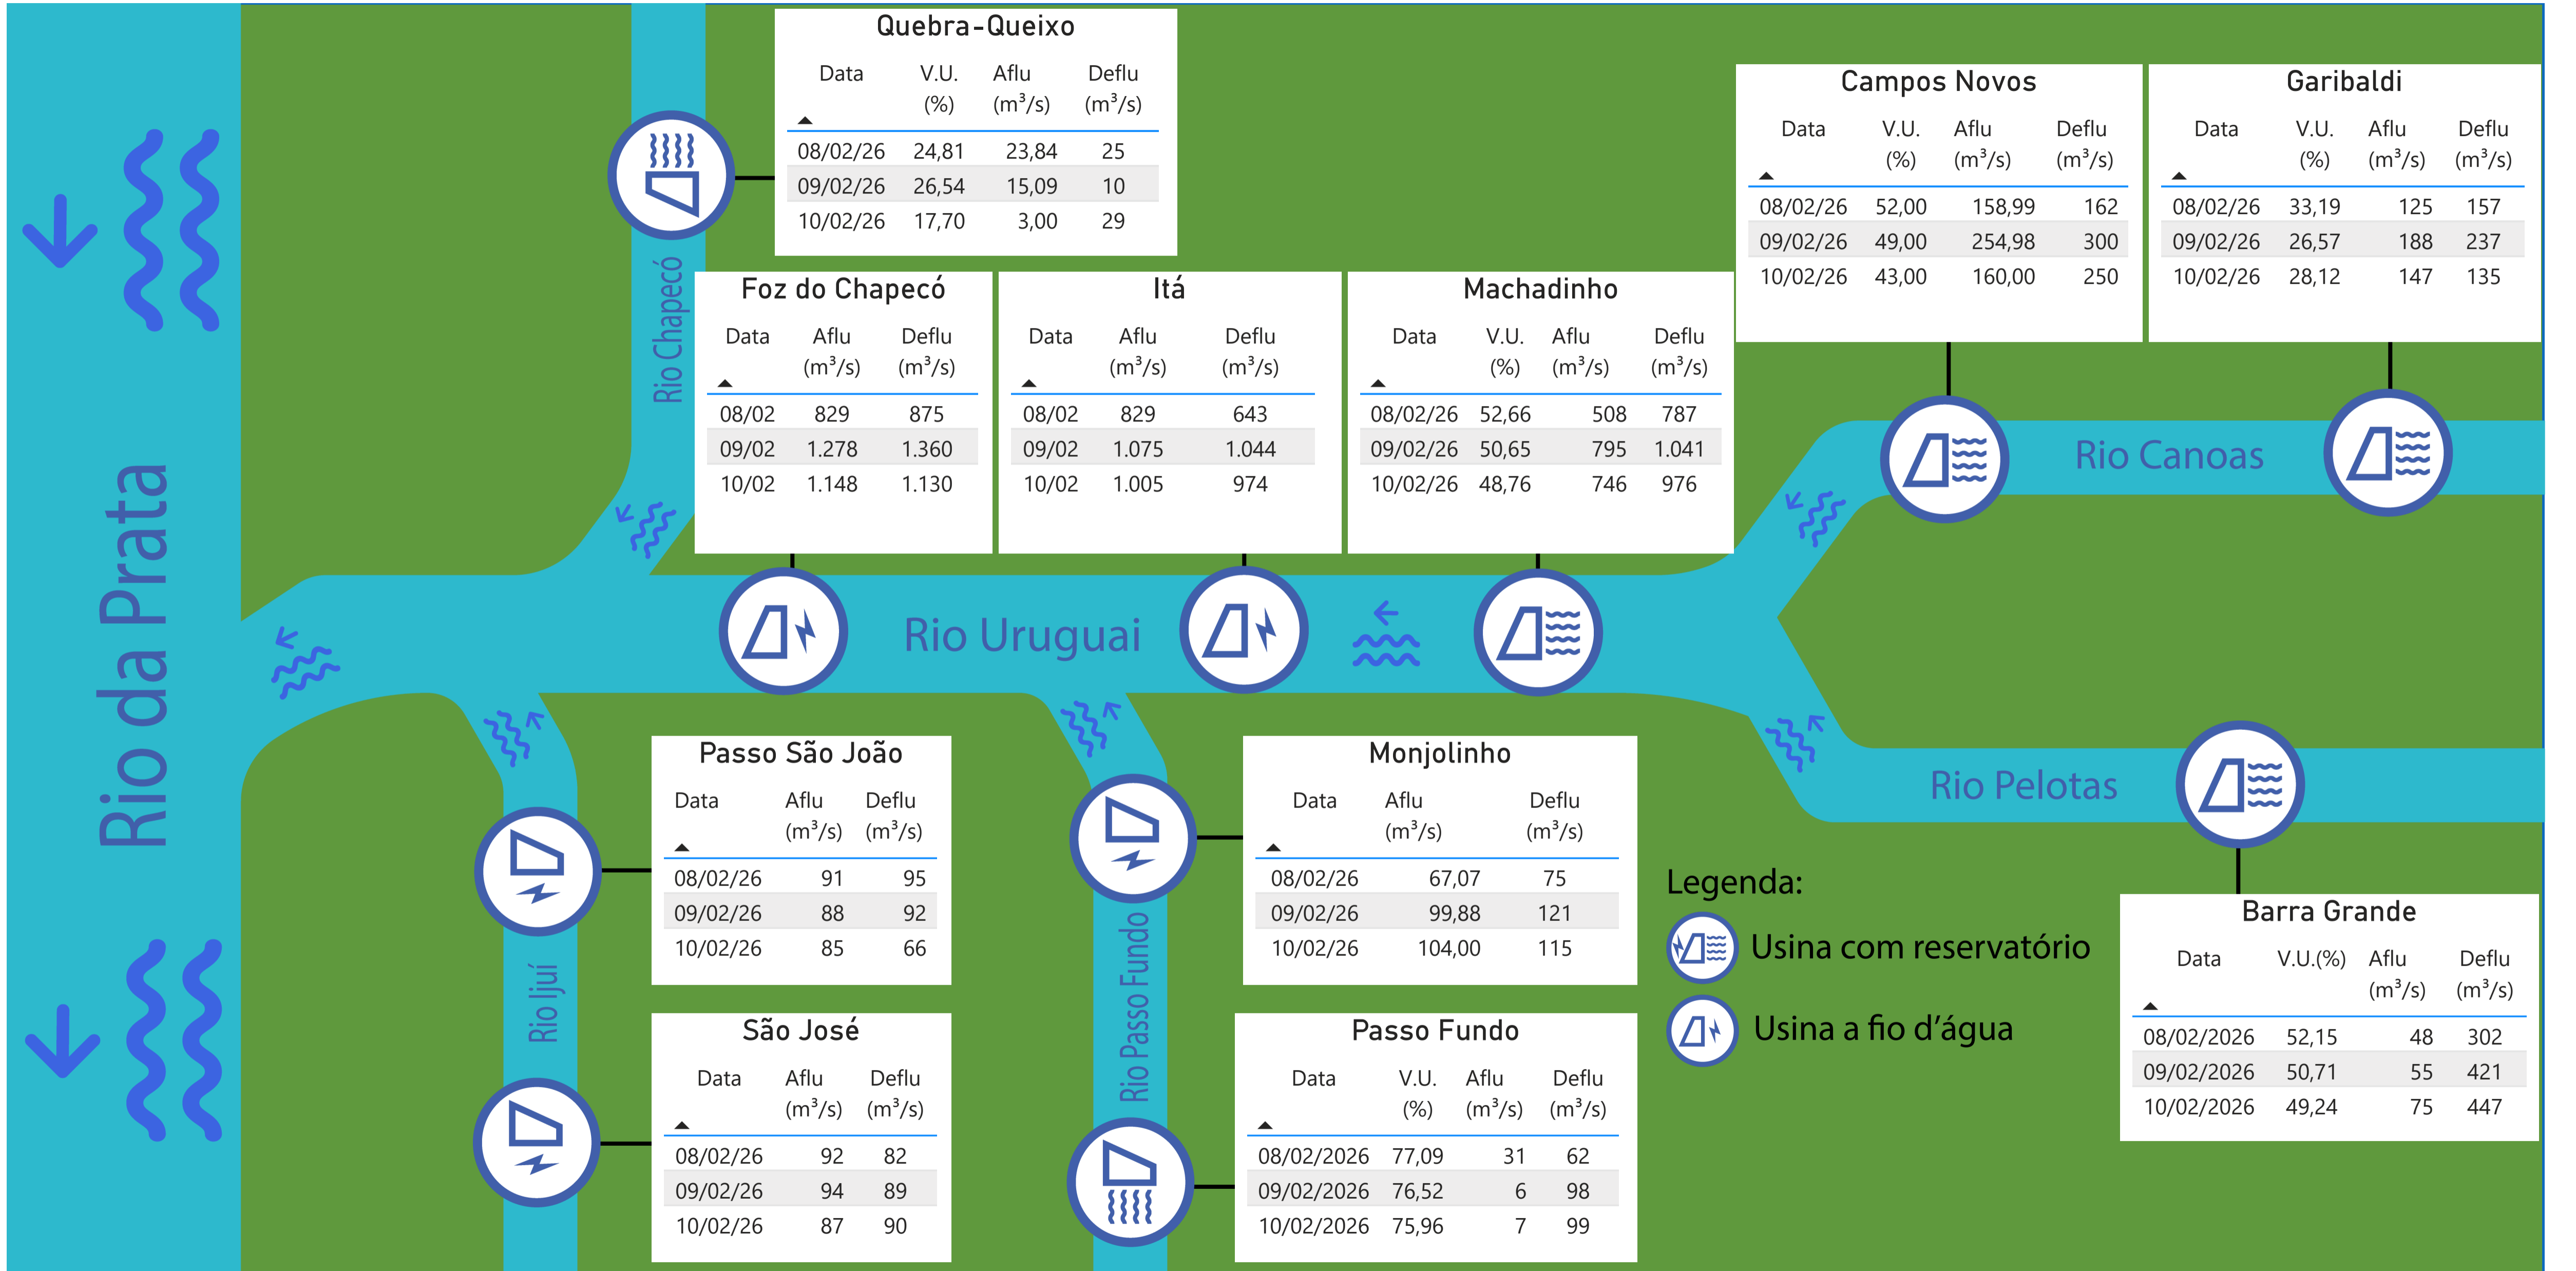 Quebra-Queixo
Data V.U. (%) Aflu (m³/s) Deflu (m³/s)
08/02/26 24,81 23,84 25
09/02/26 26,54 15,09 10
10/02/26 17,70 3,00 29
Campos Novos
Data V.U. (%) Aflu (m³/s) Deflu (m³/s)
08/02/26 52,00 158,99 162
09/02/26 49,00 254,98 300
10/02/26 43,00 160,00 250
Garibaldi
Data V.U. (%) Aflu (m³/s) Deflu (m³/s)
08/02/26 33,19 125 157
09/02/26 26,57 188 237
10/02/26 28,12 147 135
Rio Chapecó
Foz do Chapecó
Data Aflu (m³/s) Deflu (m³/s)
08/02 829 875
09/02 1.278 1.360
10/02 1.148 1.130
Itá
Data Aflu (m³/s) Deflu (m³/s)
08/02 829 643
09/02 1.075 1.044
10/02 1.005 974
Machadinho
Data V.U. (%) Aflu (m³/s) Deflu (m³/s)
08/02/26 52,66 508 787
09/02/26 50,65 795 1.041
10/02/26 48,76 746 976
Rio Canoas
Rio da Prata
Rio Uruguai
Rio Pelotas
Passo São João
Data Aflu (m³/s) Deflu (m³/s)
08/02/26 91 95
09/02/26 88 92
10/02/26 85 66
Monjolinho
Data Aflu (m³/s) Deflu (m³/s)
08/02/26 67,07 75
09/02/26 99,88 121
10/02/26 104,00 115
Rio Ijuí
Rio Passo Fundo
Legenda:
Usina com reservatório
Usina a fio d'água
Barra Grande
Data V.U.(%) Aflu (m³/s) Deflu (m³/s)
08/02/2026 52,15 48 302
09/02/2026 50,71 55 421
10/02/2026 49,24 75 447
São José
Data Aflu (m³/s) Deflu (m³/s)
08/02/26 92 82
09/02/26 94 89
10/02/26 87 90
Passo Fundo
Data V.U. (%) Aflu (m³/s) Deflu (m³/s)
08/02/2026 77,09 31 62
09/02/2026 76,52 6 98
10/02/2026 75,96 7 99